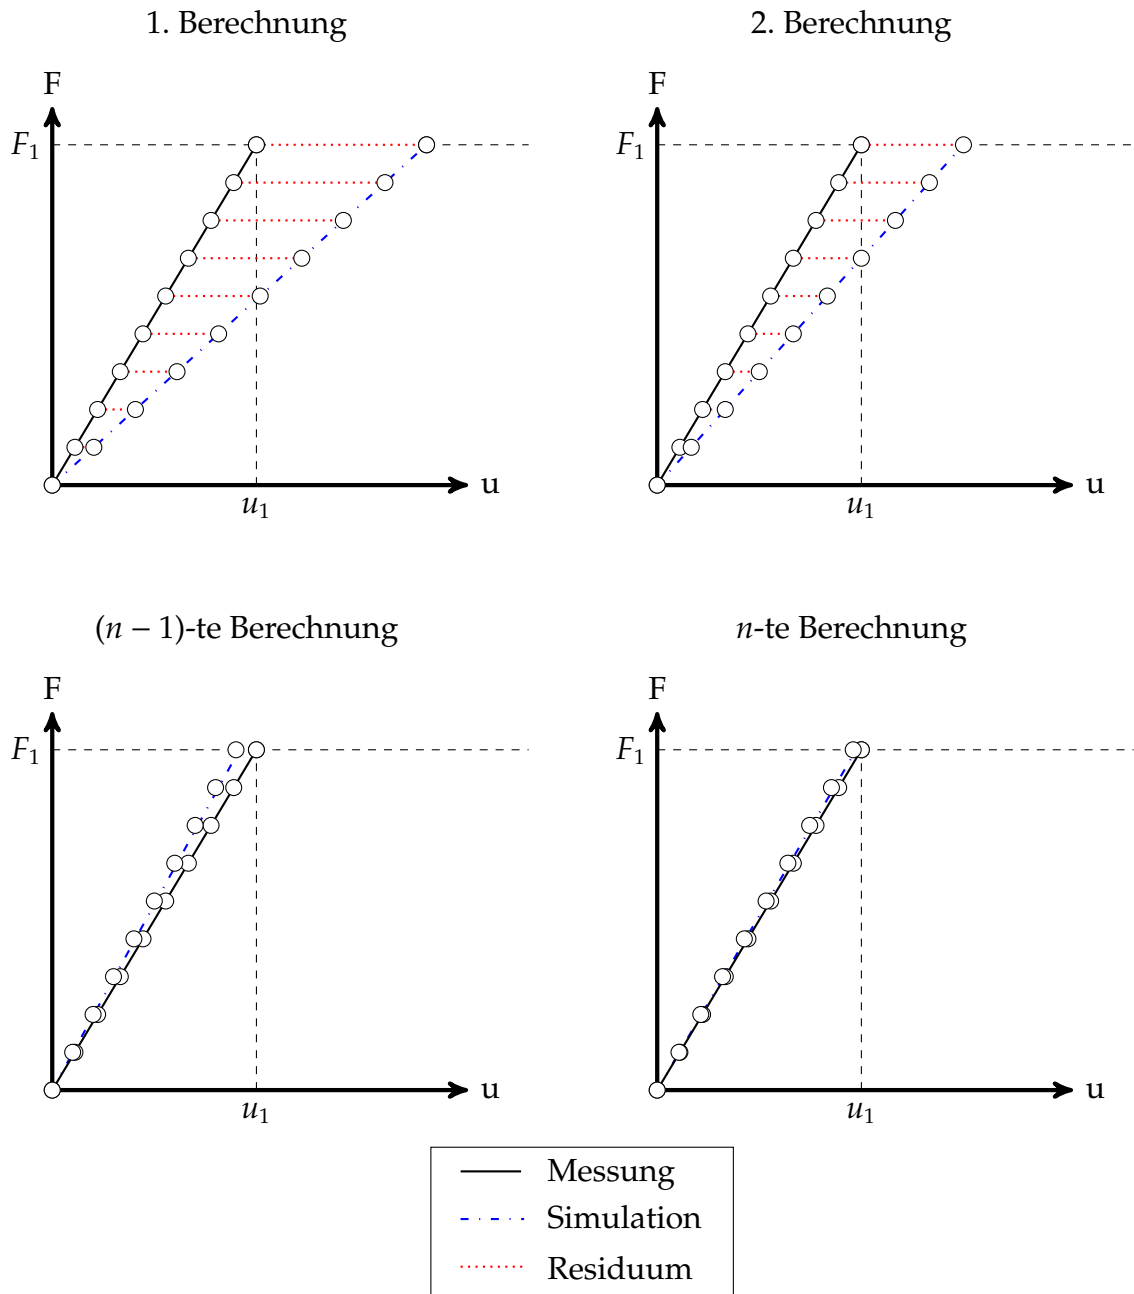 1. Berechnung
F
F1
u1
u
2. Berechnung
F
F1
u1
u
(n − 1)-te Berechnung
F
F1
u1
u
n-te Berechnung
F
F1
u1
u
Messung
Simulation
Residuum